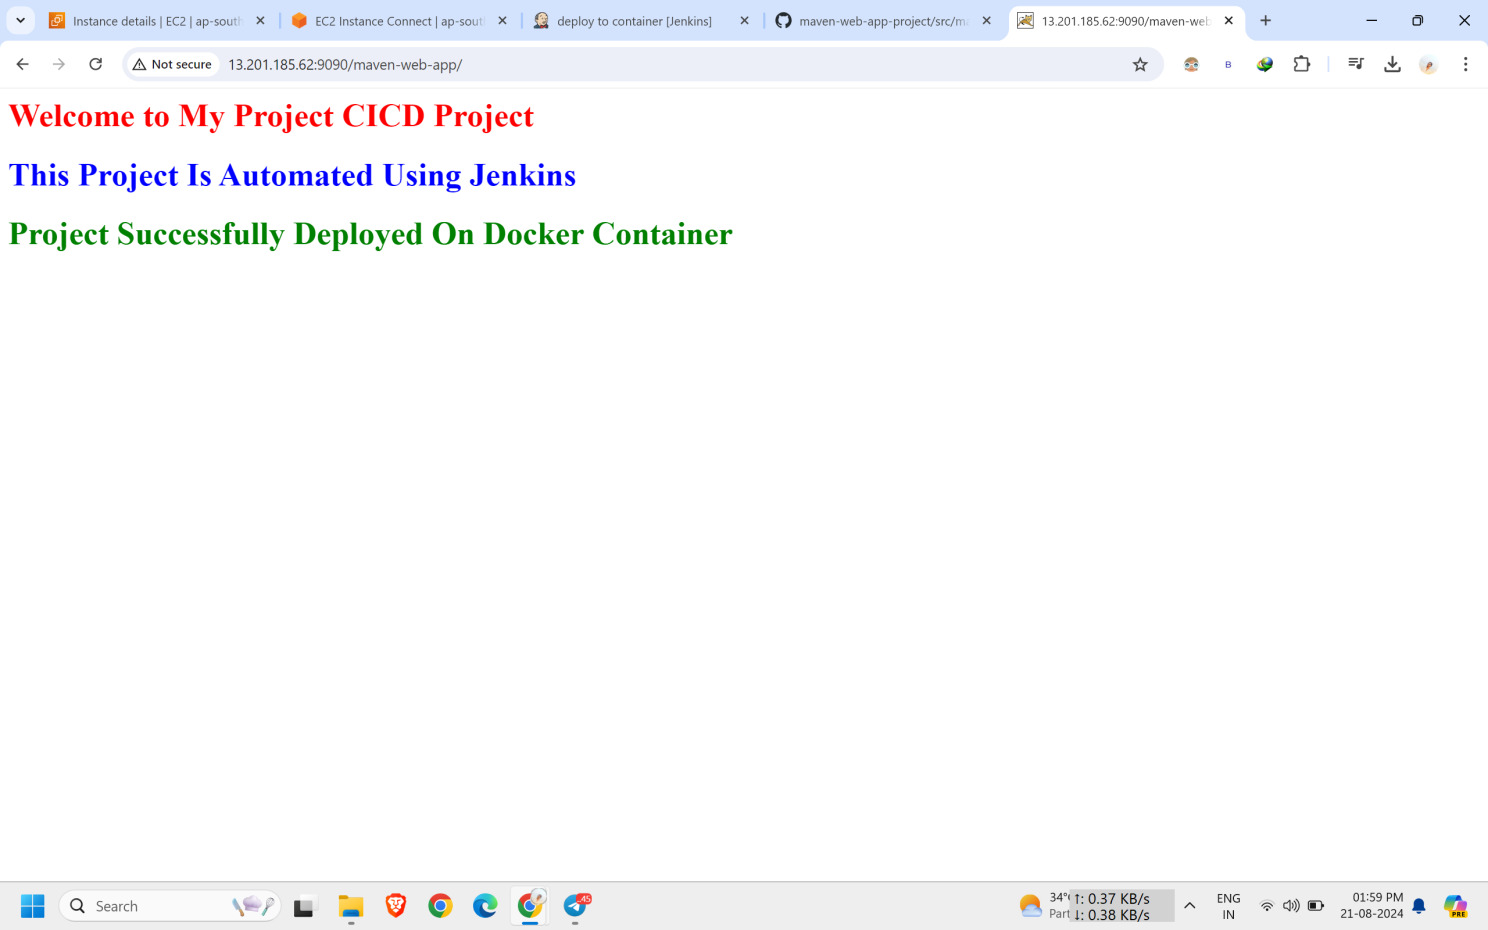 Instance details | EC2 | ap-south
EC2 Instance Connect | ap-sout
deploy to container [Jenkins]
maven-web-app-project/src/ma
13.201.185.62:9090/maven-web
Not secure
13.201.185.62:9090/maven-web-app/
B
Welcome to My Project CICD Project
This Project Is Automated Using Jenkins
Project Successfully Deployed On Docker Container
Search
45
34°
Part
↑: 0.37 KB/s
↓: 0.38 KB/s
ENG
IN
01:59 PM
21-08-2024
PRE